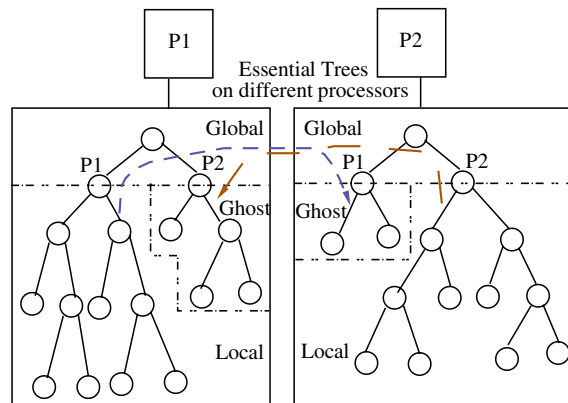 P1
P2
Essential Trees
on different processors
Global
Global
P1
P2
P1
P2
Ghost
Ghost
Local
Local